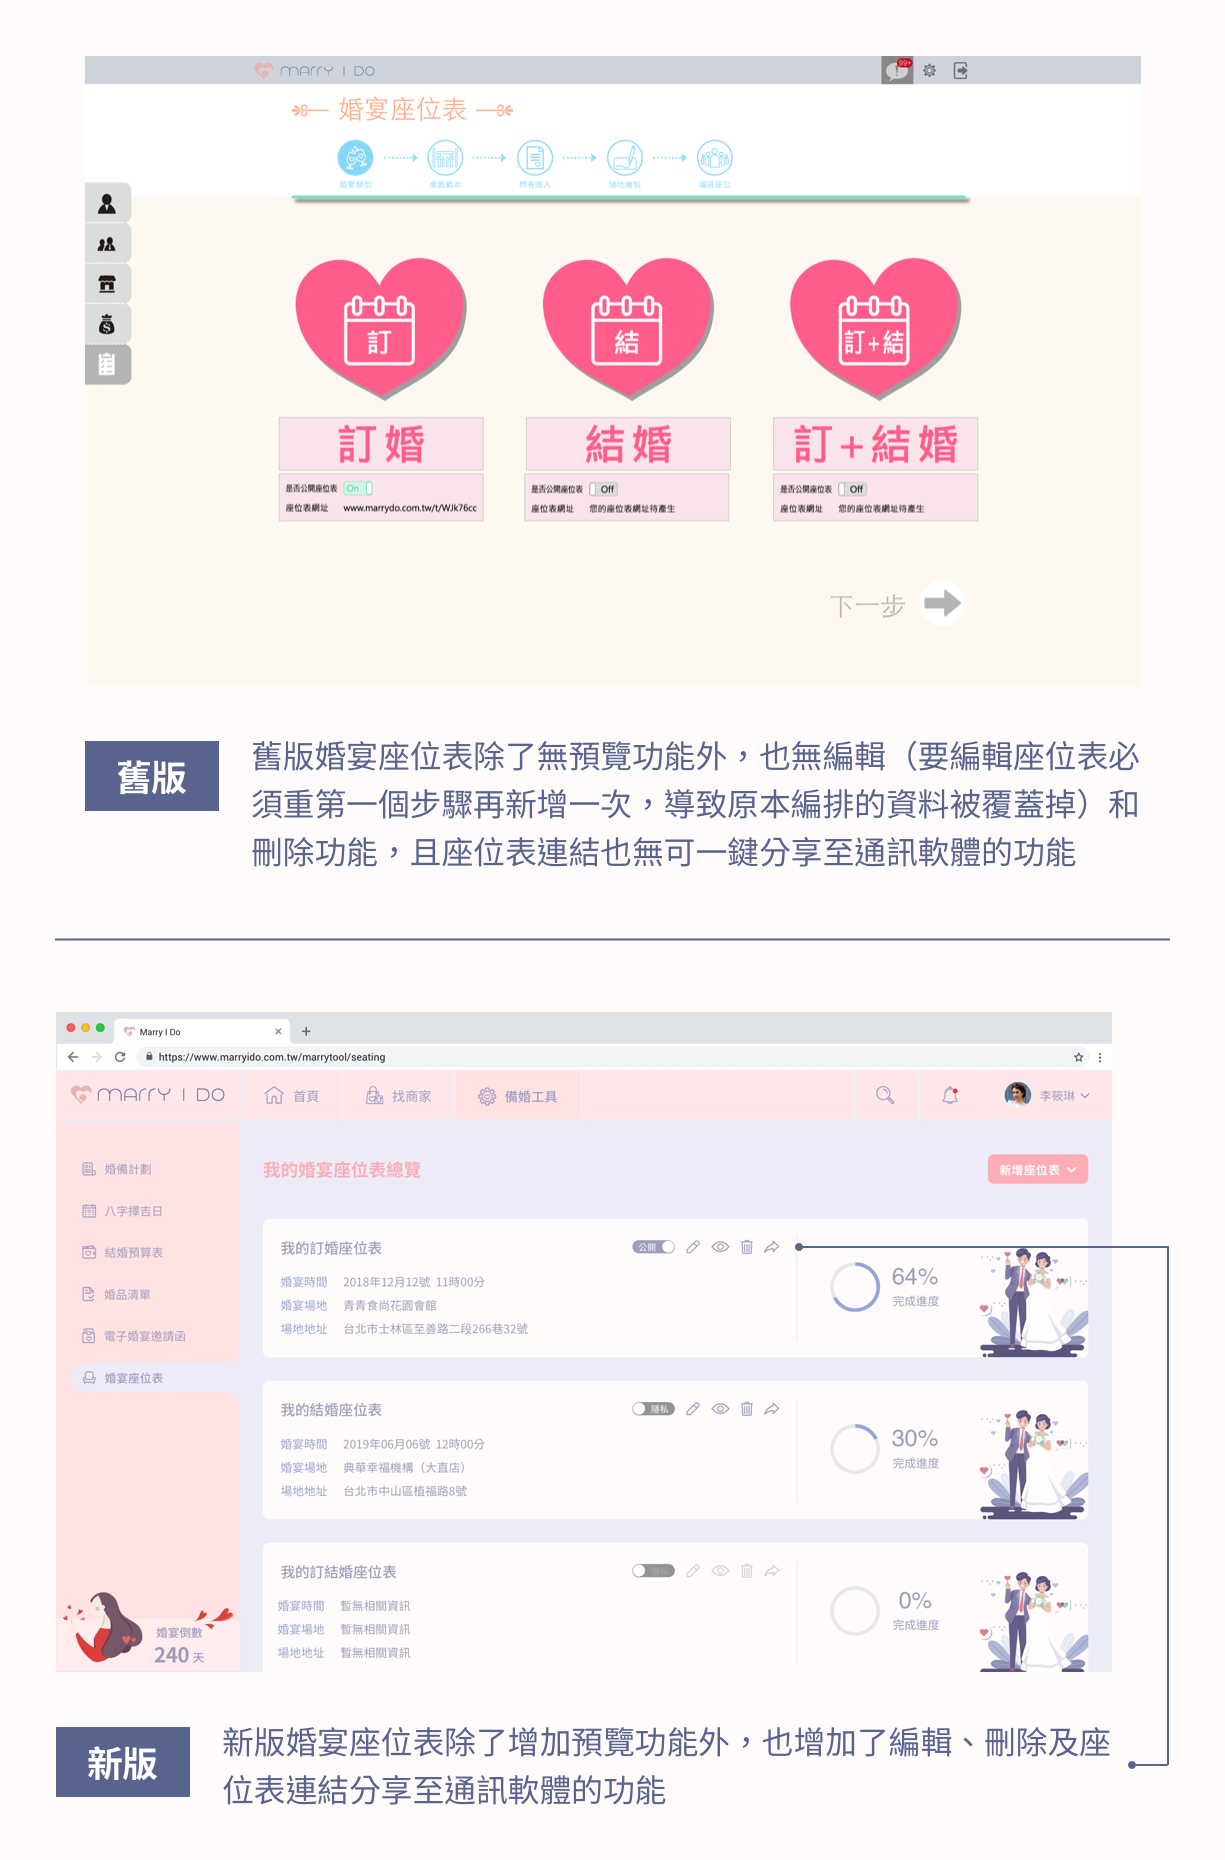 MARRY I DO
99+
婚宴座位表
婚宴類型
桌數範本
問卷匯入
場地繪製
編排座位
訂
結
訂+結
訂婚
結婚
訂+結婚
是否公開座位表 On
座位表網址 www.marrydo.com.tw/t/WJk76cc
是否公開座位表 Off
座位表網址 您的座位表網址待產生
是否公開座位表 Off
座位表網址 您的座位表網址待產生
下一步
舊版
舊版婚宴座位表除了無預覽功能外，也無編輯（要編輯座位表必
須重第一個步驟再新增一次，導致原本編排的資料被覆蓋掉）和
刪除功能，且座位表連結也無可一鍵分享至通訊軟體的功能
Marry I Do
https://www.marryido.com.tw/marrytool/seating
MARRY I DO
首頁
找商家
備婚工具
李筱琳
婚備計劃
八字擇吉日
結婚預算表
婚品清單
電子婚宴邀請函
婚宴座位表
婚宴倒數
240 天
我的婚宴座位表總覽
新增座位表
我的訂婚座位表
公開
婚宴時間 2018年12月12號 11時00分
婚宴場地 青青食尚花園會館
場地地址 台北市士林區至善路二段266巷32號
64%
完成進度
我的結婚座位表
隱私
婚宴時間 2019年06月06號 12時00分
婚宴場地 典華幸福機構（大直店）
場地地址 台北市中山區植福路8號
30%
完成進度
我的訂結婚座位表
隱私
婚宴時間 暫無相關資訊
婚宴場地 暫無相關資訊
場地地址 暫無相關資訊
0%
完成進度
新版
新版婚宴座位表除了增加預覽功能外，也增加了編輯、刪除及座
位表連結分享至通訊軟體的功能